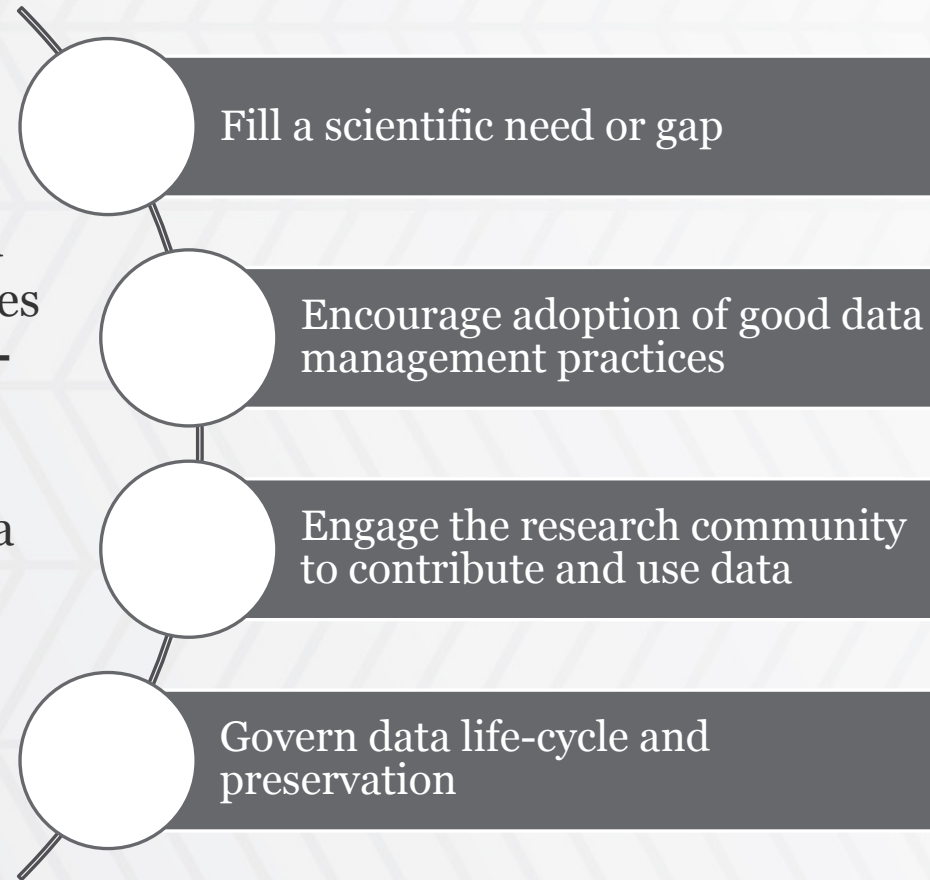 Fill a scientific need or gap
es
-
a
Encourage adoption of good data
management practices
Engage the research community
to contribute and use data
Govern data life-cycle and
preservation